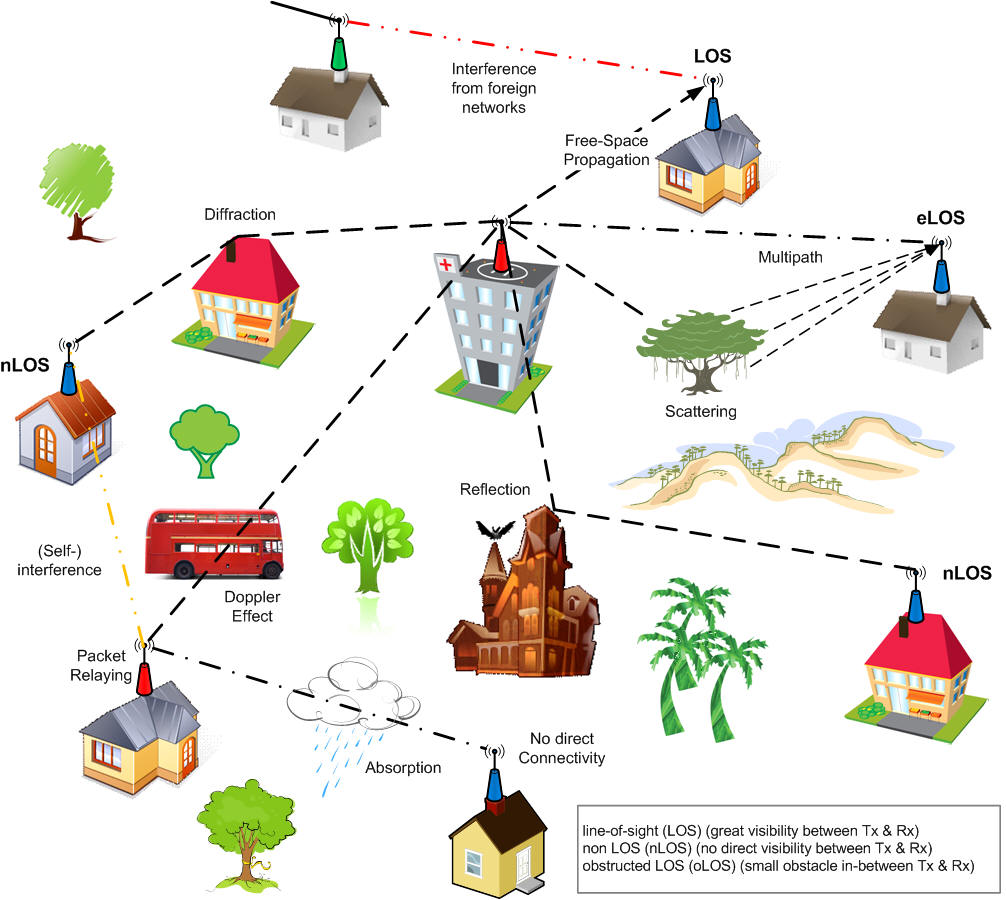 LOS
Interference
from foreign
networks
Free-Space
Propagation
Diffraction
eLOS
Multipath
nLOS
Scattering
Reflection
(Self-)
interference
nLOS
Doppler
Effect
Packet
Relaying
No direct
Connectivity
Absorption
line-of-sight (LOS) (great visibility between Tx & Rx)
non LOS (nLOS) (no direct visibility between Tx & Rx)
obstructed LOS (oLOS) (small obstacle in-between Tx & Rx)